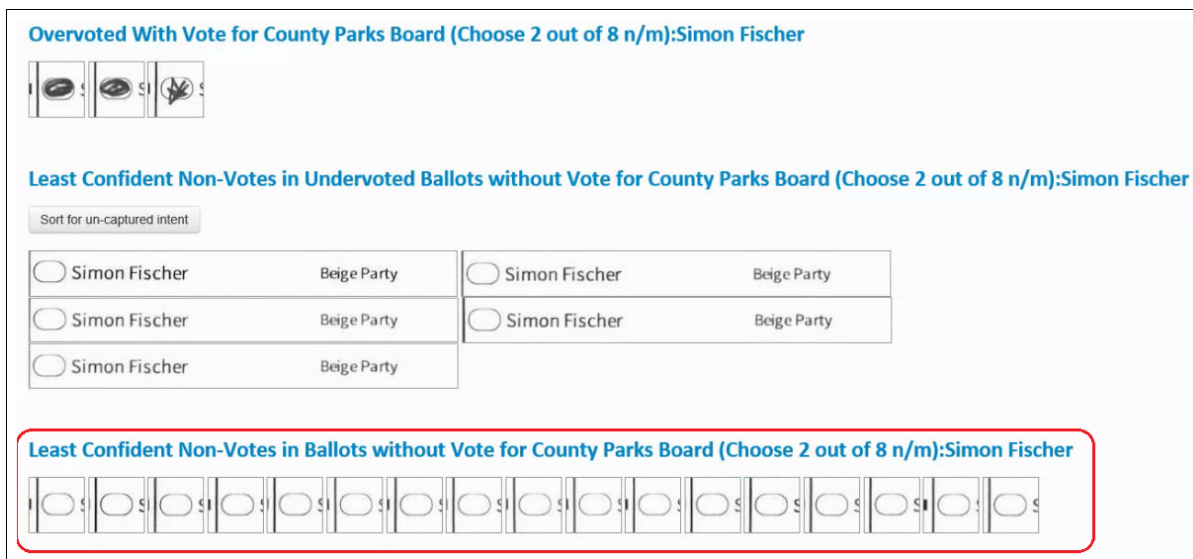 Overvoted With Vote for County Parks Board (Choose 2 out of 8 n/m):Simon Fischer
Least Confident Non-Votes in Undervoted Ballots without Vote for County Parks Board (Choose 2 out of 8 n/m):Simon Fischer
Sort for un-captured intent
Simon Fischer Beige Party Simon Fischer Beige Party
Simon Fischer Beige Party Simon Fischer Beige Party
Simon Fischer Beige Party
Least Confident Non-Votes in Ballots without Vote for County Parks Board (Choose 2 out of 8 n/m):Simon Fischer